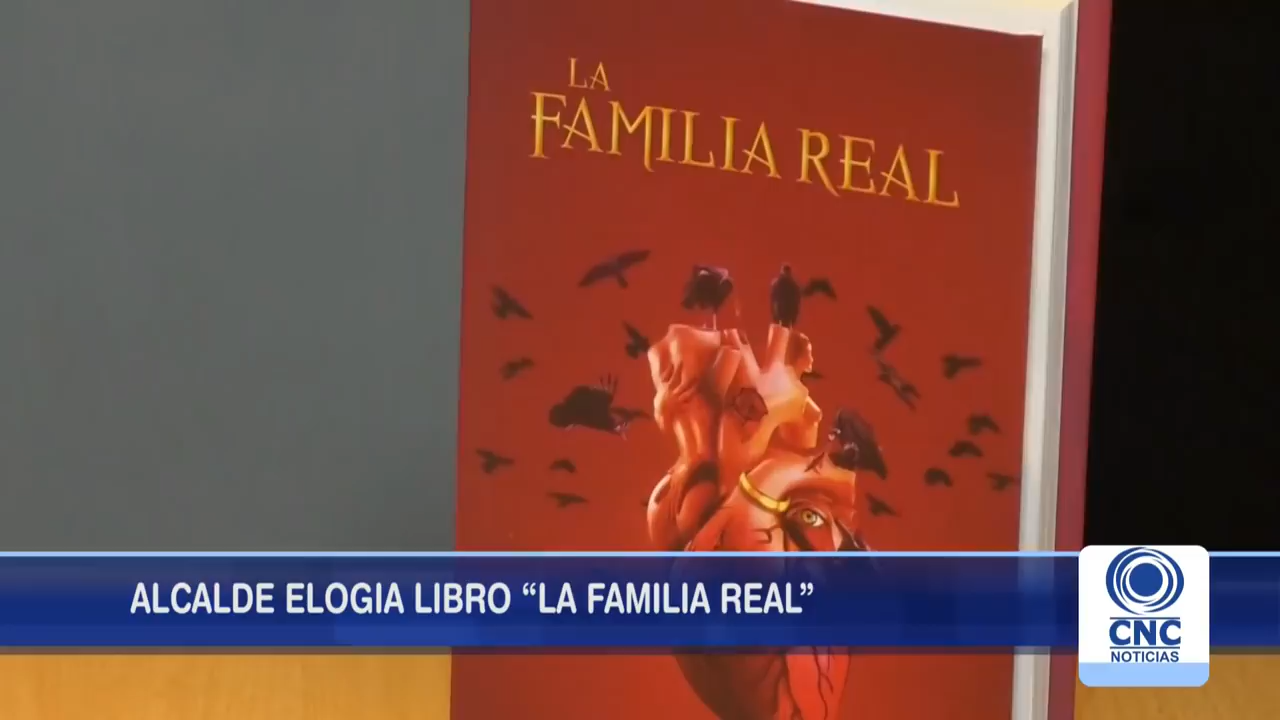 LA
FAMILIA REAL
ALCALDE ELOGIA LIBRO “LA FAMILIA REAL”
CNC
NOTICIAS